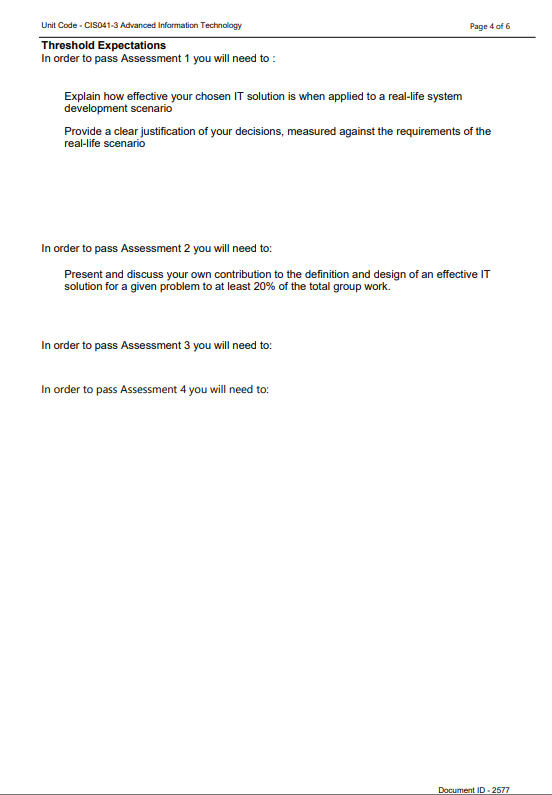 Unit Code - CIS041-3 Advanced Information Technology
Page 4 of 6
Threshold Expectations
In order to pass Assessment 1 you will need to :
Explain how effective your chosen IT solution is when applied to a real-life system
development scenario
Provide a clear justification of your decisions, measured against the requirements of the
real-life scenario
In order to pass Assessment 2 you will need to:
Present and discuss your own contribution to the definition and design of an effective IT
solution for a given problem to at least 20% of the total group work.
In order to pass Assessment 3 you will need to:
In order to pass Assessment 4 you will need to:
Document ID - 2577